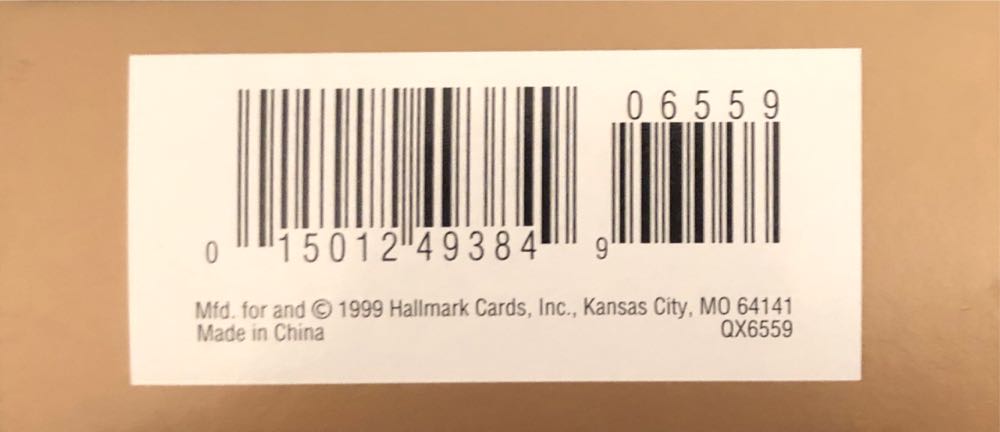 06559
0 15012 49384 9
Mfd. for and © 1999 Hallmark Cards, Inc., Kansas City, MO 64141
Made in China QX6559